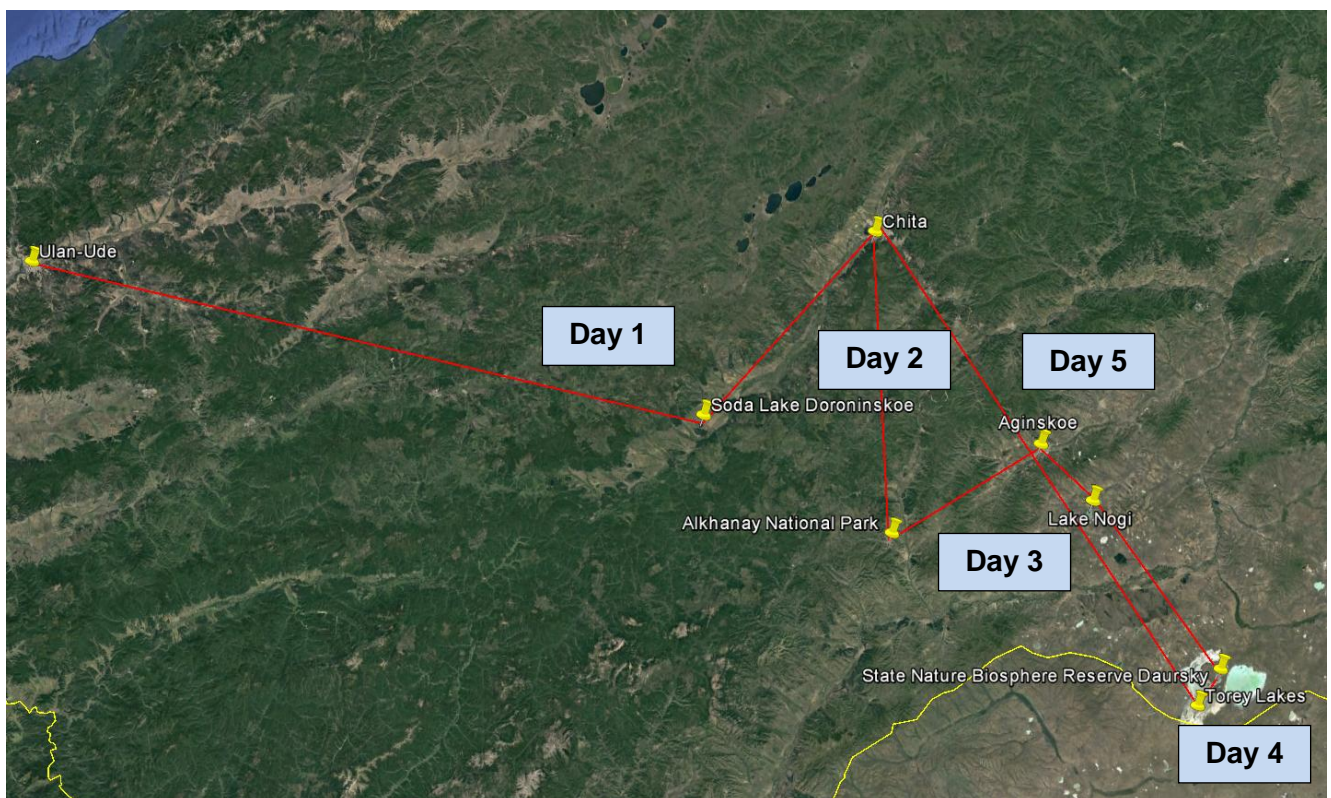 Chita
Ulan-Ude
Day 1
Day 2
Day 5
Soda Lake Doroninskoe
Aginskoe
Alkhanay National Park
Lake Nogi
Day 3
State Nature Biosphere Reserve Daursky
Torey Lakes
Day 4